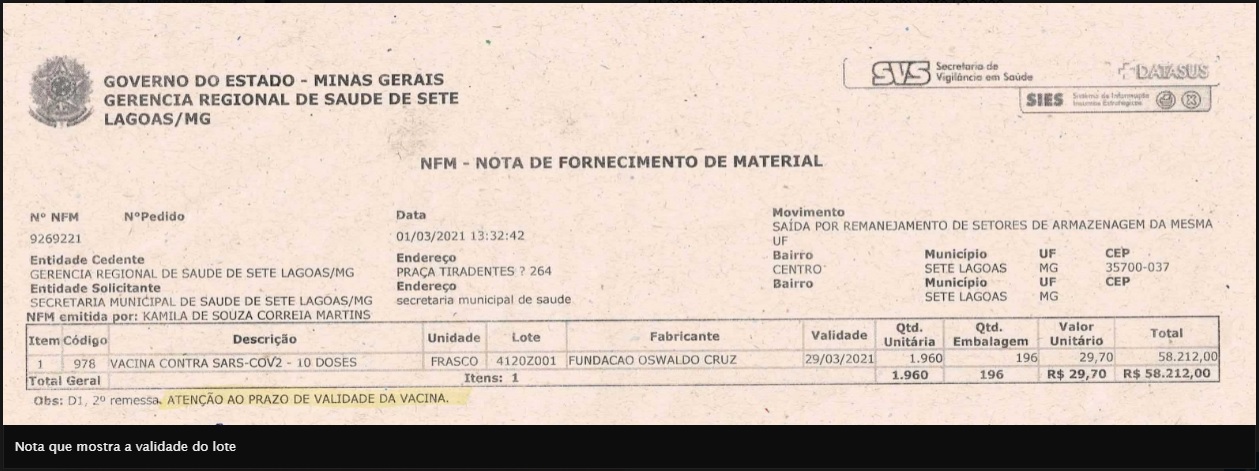 GOVERNO DO ESTADO - MINAS GERAIS
GERENCIA REGIONAL DE SAUDE DE SETE
LAGOAS/MG
SVS Secretaria de
Vigilância em Saúde
DATASUS
SIES Sistema de Informação
Insumos Estratégicos
NFM - NOTA DE FORNECIMENTO DE MATERIAL
Nº NFM NºPedido Data Movimento
9269221 01/03/2021 13:32:42 SAÍDA POR REMANEJAMENTO DE SETORES DE ARMAZENAGEM DA MESMA
UF
Entidade Cedente Endereço Bairro Município UF CEP
GERENCIA REGIONAL DE SAUDE DE SETE LAGOAS/MG PRAÇA TIRADENTES ? 264 CENTRO SETE LAGOAS MG 35700-037
Entidade Solicitante Endereço Bairro Município UF CEP
SECRETARIA MUNICIPAL DE SAUDE DE SETE LAGOAS/MG secretaria municipal de saude SETE LAGOAS MG
NFM emitida por: KAMILA DE SOUZA CORREIA MARTINS
Item Código Descrição Unidade Lote Fabricante Validade Qtd. Unitária Qtd. Embalagem Valor Unitário Total
1 978 VACINA CONTRA SARS-COV2 - 10 DOSES FRASCO 4120Z001 FUNDACAO OSWALDO CRUZ 29/03/2021 1.960 196 29,70 58.212,00
Total Geral Itens: 1 1.960 196 R$ 29,70 R$ 58.212,00
Obs: D1, 2º remessa. ATENÇÃO AO PRAZO DE VALIDADE DA VACINA.
Nota que mostra a validade do lote